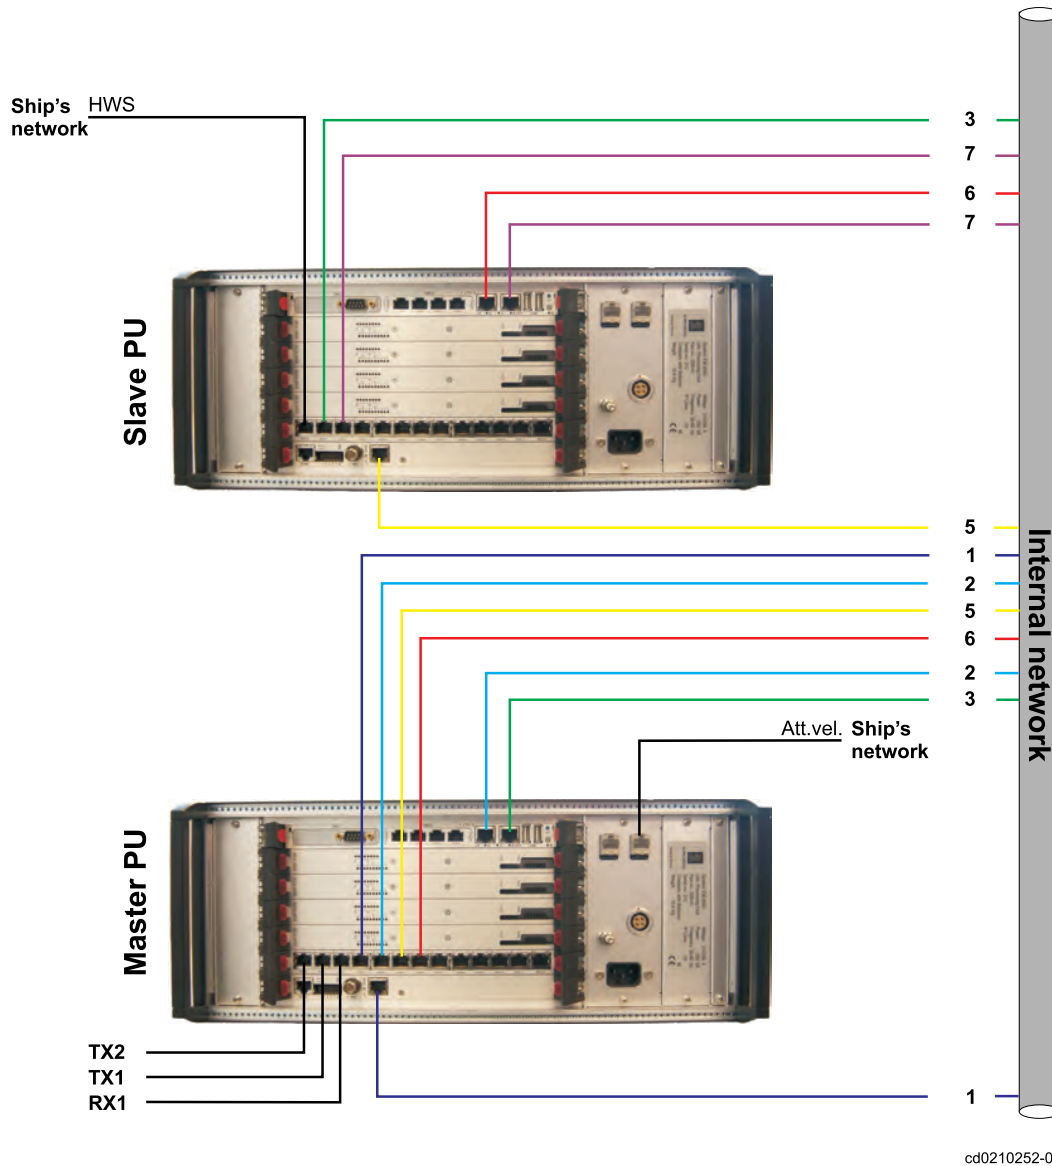 Ship's
network
HWS
3
7
6
7
Slave PU
5
1
2
5
6
2
3
Internal network
Att.vel.
Ship's
network
Master PU
TX2
TX1
RX1
1
cd0210252-0